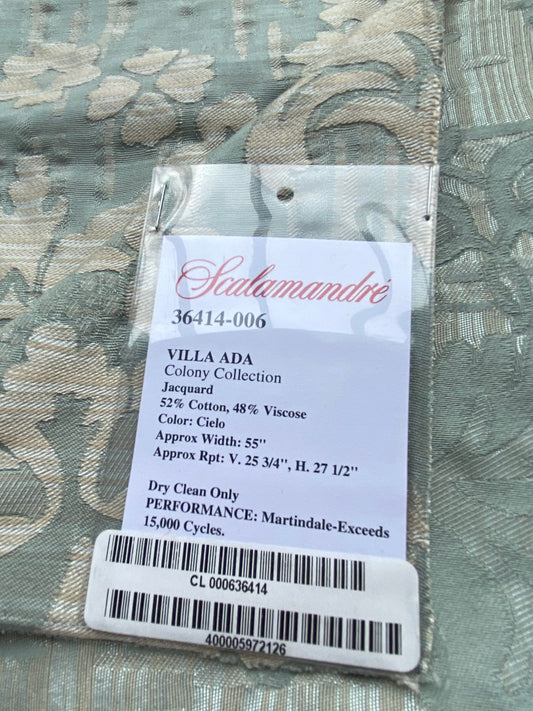 Scalamandré
36414-006
VILLA ADA
Colony Collection
Jacquard
52% Cotton, 48% Viscose
Color: Cielo
Approx Width: 55"
Approx Rpt: V. 25 3/4", H. 27 1/2"
Dry Clean Only
PERFORMANCE: Martindale-Exceeds
15,000 Cycles.
CL 000636414
400005972126